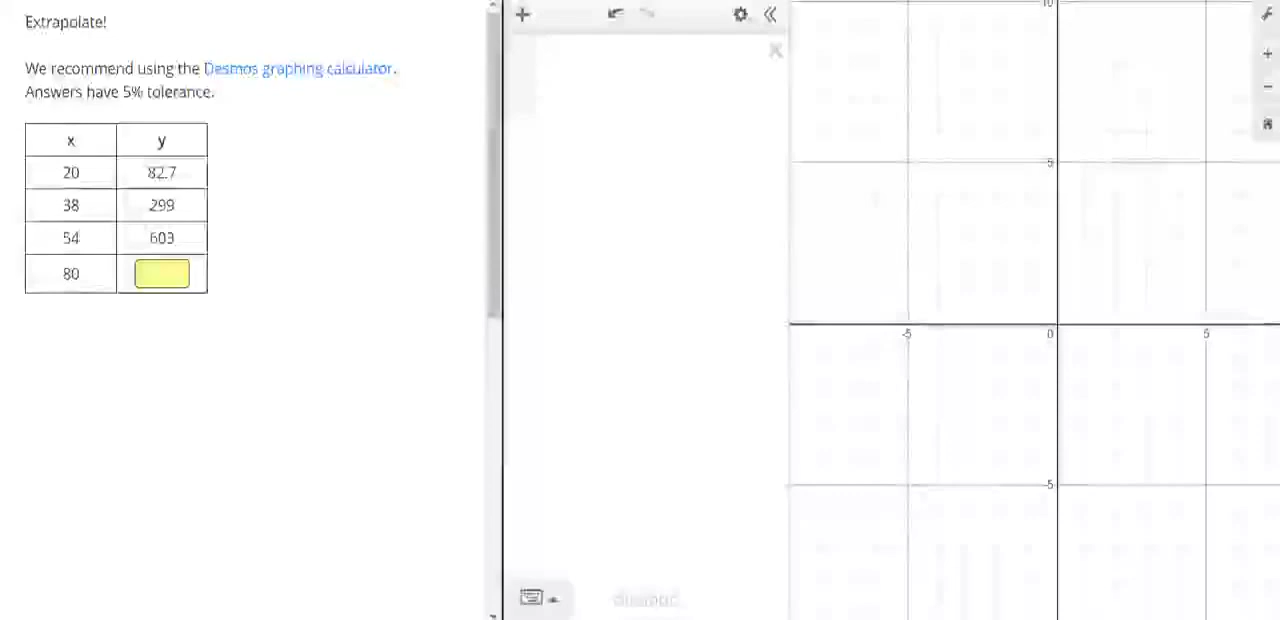 Extrapolate!
We recommend using the Desmos graphing calculator.
Answers have 5% tolerance.
x y
20 82.7
38 299
54 603
80
10
5
-5 0 5
-5